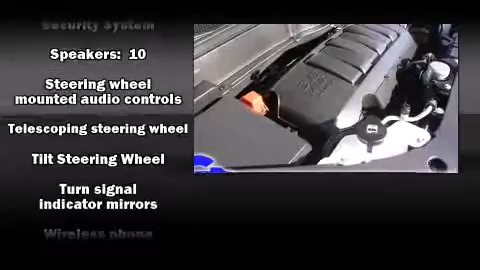 Security System
Speakers: 10
Steering wheel
mounted audio controls
Telescoping steering wheel
Tilt Steering Wheel
Turn signal
indicator mirrors
Wireless phone